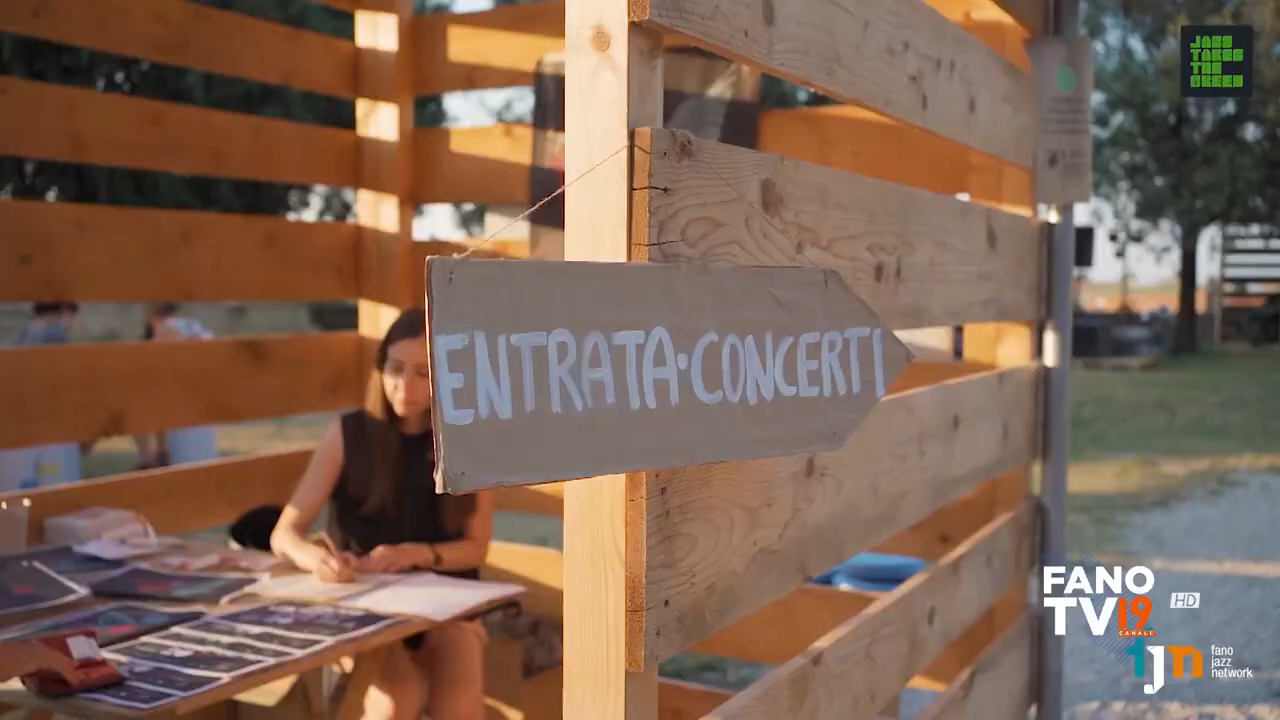 JAZZ
TAKES
THE
GREEN
ENTRATA·CONCERTI
FANO
TV19
CANALE
HD
fjn
fano
jazz
network